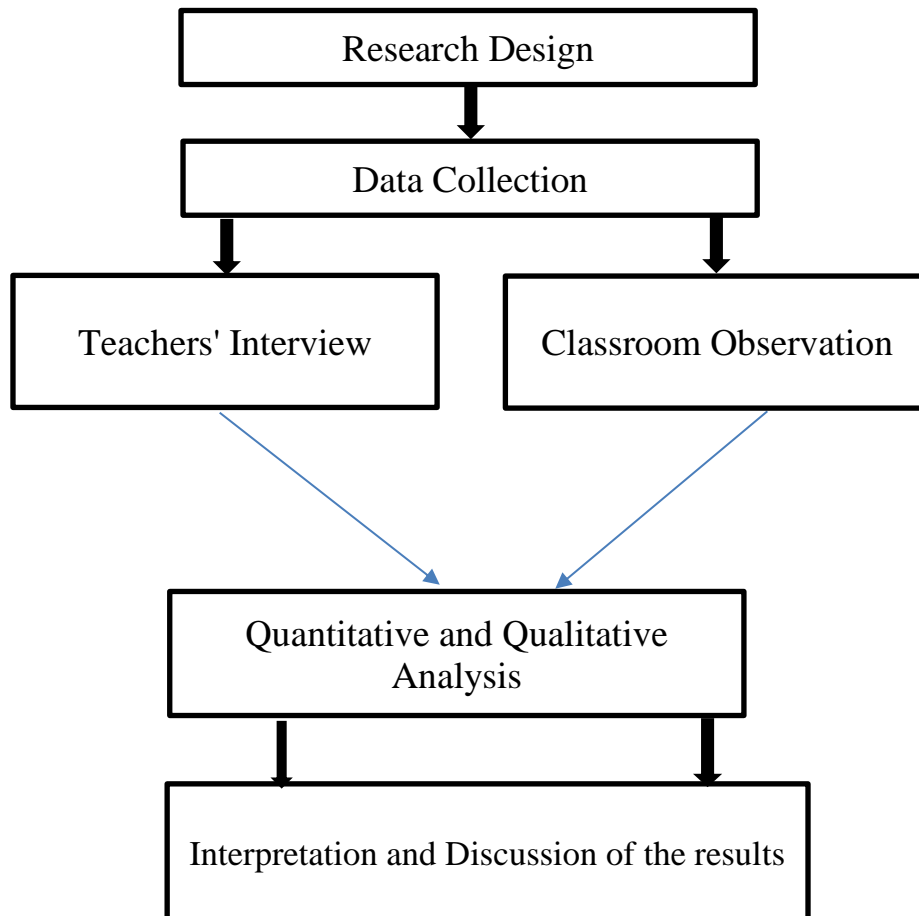 Research Design
Data Collection
Teachers' Interview
Classroom Observation
Quantitative and Qualitative
Analysis
Interpretation and Discussion of the results